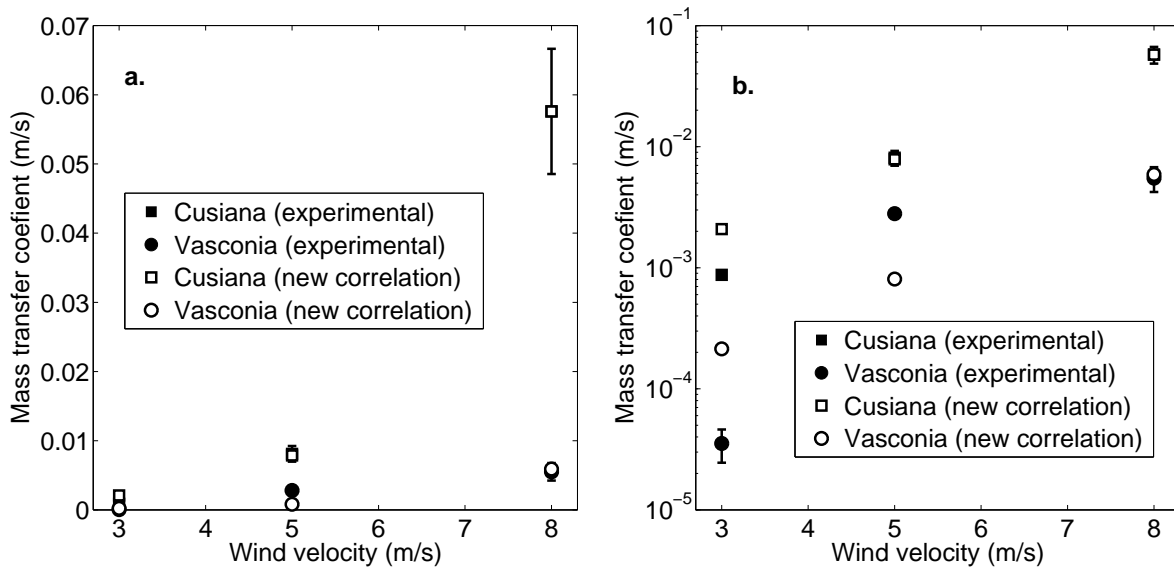 0.07
0.06
0.05
0.04
0.03
0.02
0.01
0
3
4
5
6
7
8
Mass transfer coefient (m/s)
Wind velocity (m/s)
a.
Cusiana (experimental)
Vasconia (experimental)
Cusiana (new correlation)
Vasconia (new correlation)
10⁻¹
10⁻²
10⁻³
10⁻⁴
10⁻⁵
3
4
5
6
7
8
Mass transfer coefient (m/s)
Wind velocity (m/s)
b.
Cusiana (experimental)
Vasconia (experimental)
Cusiana (new correlation)
Vasconia (new correlation)